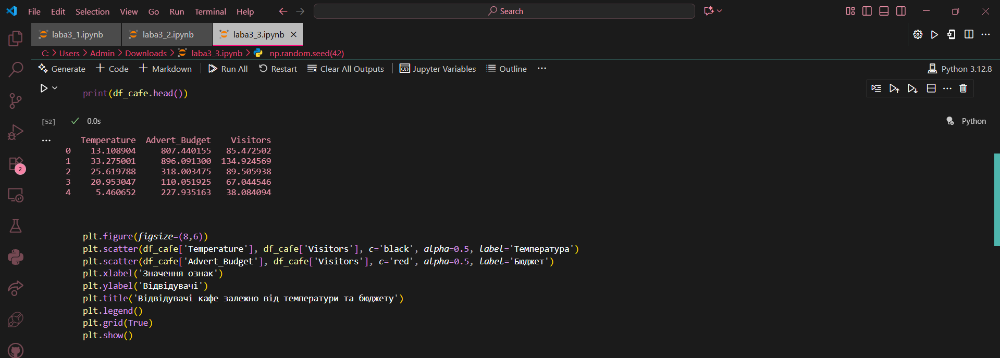 File Edit Selection View Go Run Terminal Help Search
laba3_1.ipynb laba3_2.ipynb laba3_3.ipynb
C: > Users > Admin > Downloads > laba3_3.ipynb > np.random.seed(42)
Generate + Code + Markdown Run All Restart Clear All Outputs Jupyter Variables Outline ... Python 3.12.8
print(df_cafe.head())
[52] 0.0s Python
Temperature Advert_Budget Visitors
0 13.108904 807.440155 85.472502
1 33.275001 896.091300 134.924569
2 25.619788 318.003475 89.505938
3 20.953047 110.051925 67.044546
4 5.460652 227.935163 38.084094
2
plt.figure(figsize=(8,6))
plt.scatter(df_cafe['Temperature'], df_cafe['Visitors'], c='black', alpha=0.5, label='Температура')
plt.scatter(df_cafe['Advert_Budget'], df_cafe['Visitors'], c='red', alpha=0.5, label='Бюджет')
plt.xlabel('Значення ознак')
plt.ylabel('Відвідувачі')
plt.title('Відвідувачі кафе залежно від температури та бюджету')
plt.legend()
plt.grid(True)
plt.show()